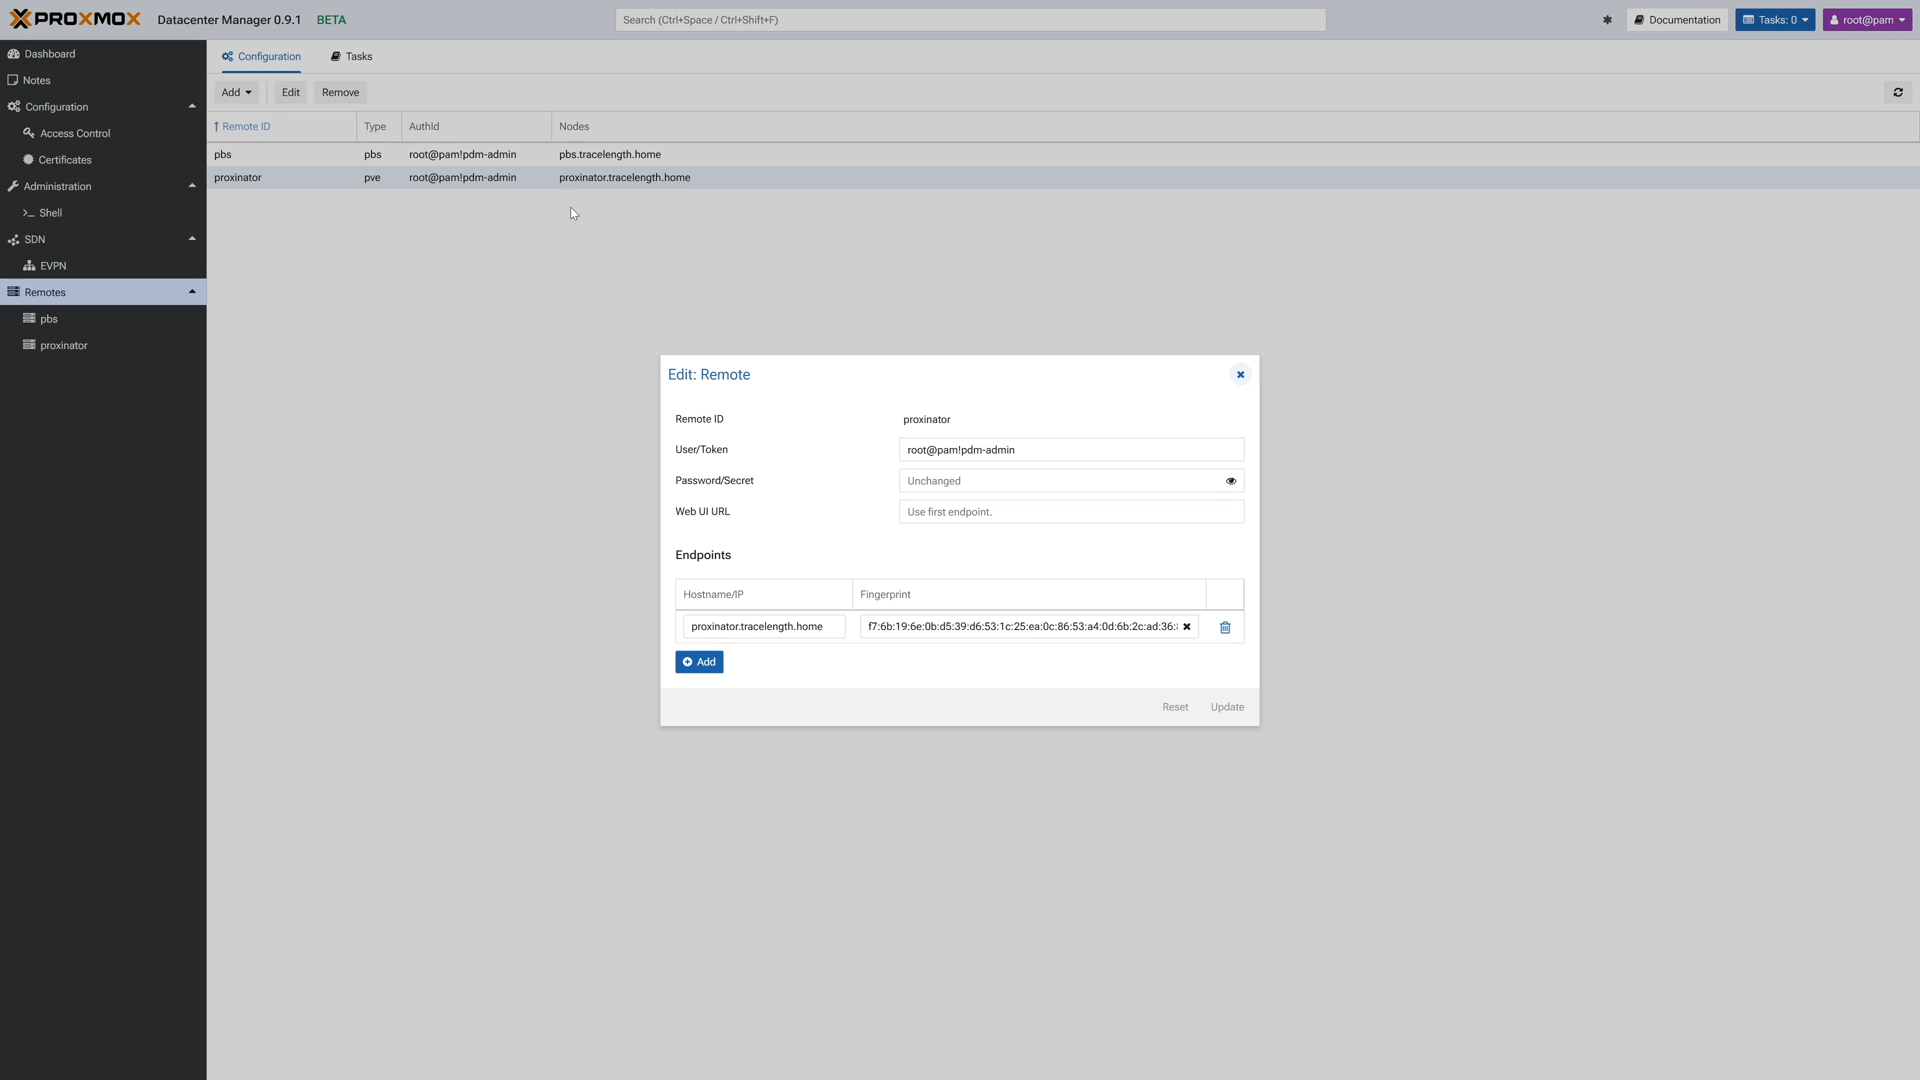 PROXMOX Datacenter Manager 0.9.1 BETA
Search (Ctrl+Space / Ctrl+Shift+F)
Documentation
Tasks: 0
root@pam
Dashboard
Notes
Configuration
Access Control
Certificates
Administration
Shell
SDN
EVPN
Remotes
pbs
proxinator
Configuration Tasks
Add Edit Remove
Remote ID Type AuthId Nodes
pbs pbs root@pam!pdm-admin pbs.tracelength.home
proxinator pve root@pam!pdm-admin proxinator.tracelength.home
Edit: Remote
Remote ID proxinator
User/Token root@pam!pdm-admin
Password/Secret Unchanged
Web UI URL Use first endpoint.
Endpoints
Hostname/IP Fingerprint
proxinator.tracelength.home f7:6b:19:6e:0b:d5:39:d6:53:1c:25:ea:0c:86:53:a4:0d:6b:2c:ad:36:
Add
Reset Update